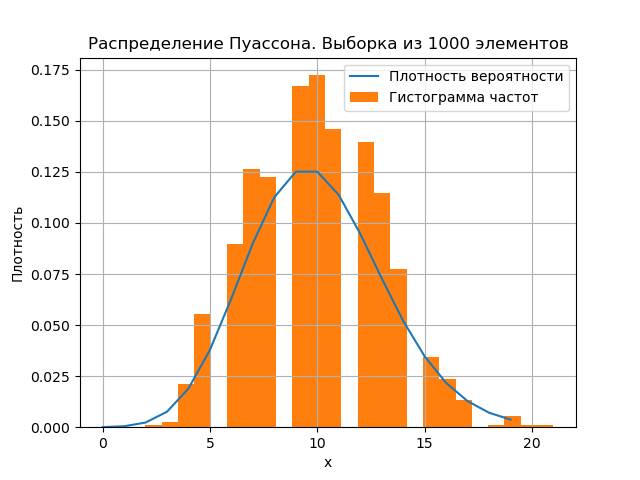 Распределение Пуассона. Выборка из 1000 элементов
Плотность вероятности
Гистограмма частот
0.175
0.150
0.125
0.100
0.075
0.050
0.025
0.000
Плотность
0 5 10 15 20
x